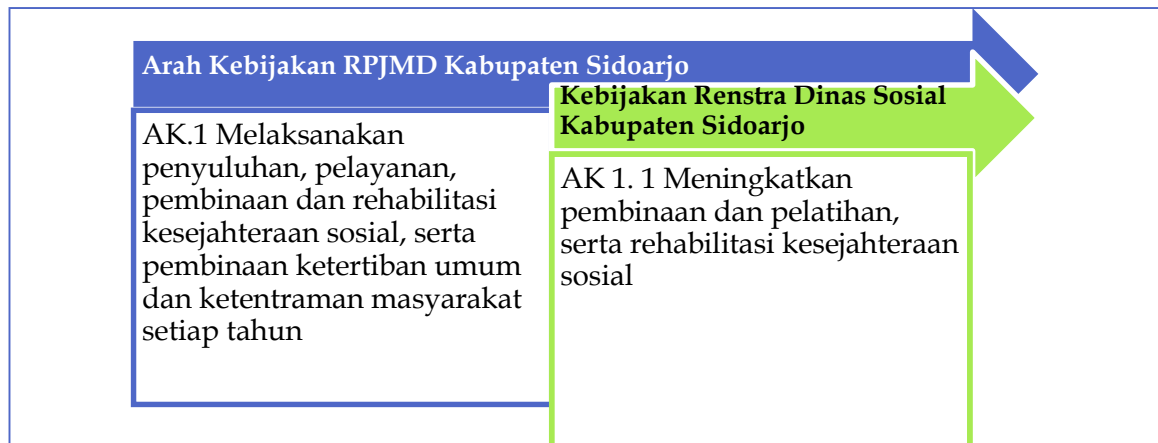 Arah Kebijakan RPJMD Kabupaten Sidoarjo
AK.1 Melaksanakan
penyuluhan, pelayanan,
pembinaan dan rehabilitasi
kesejahteraan sosial, serta
pembinaan ketertiban umum
dan ketentraman masyarakat
setiap tahun
Kebijakan Renstra Dinas Sosial
Kabupaten Sidoarjo
AK 1. 1 Meningkatkan
pembinaan dan pelatihan,
serta rehabilitasi kesejahteraan
sosial